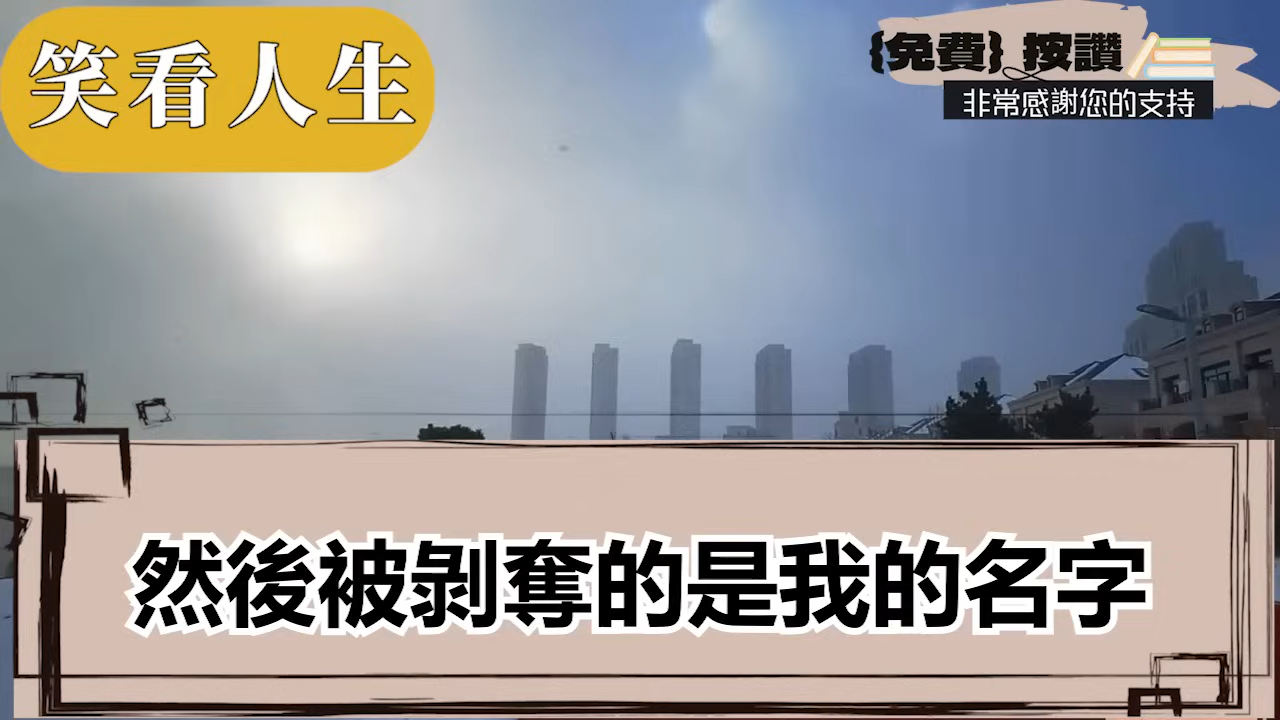 笑看人生
{免費} 按讚
非常感謝您的支持
然後被剝奪的是我的名字